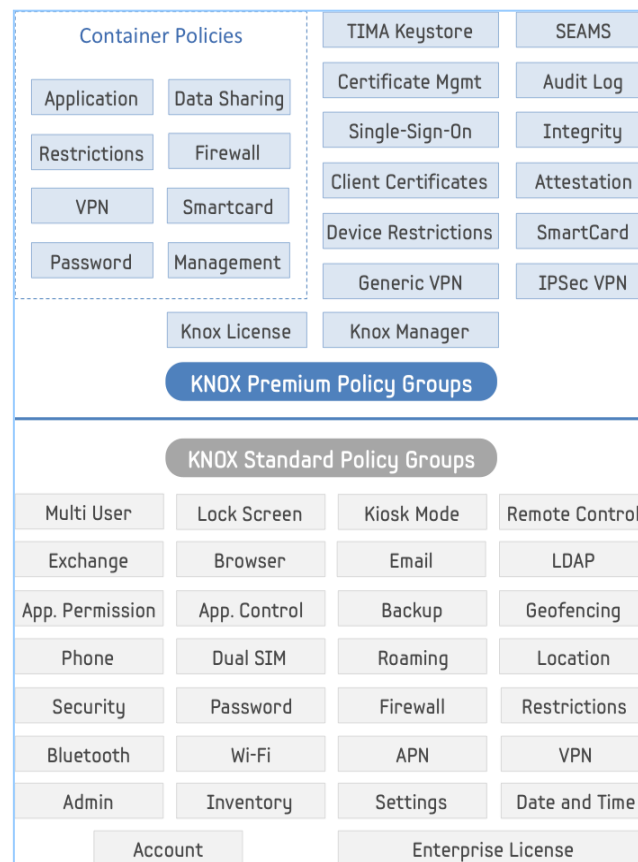 Container Policies
TIMA Keystore
SEAMS
Application
Data Sharing
Certificate Mgmt
Audit Log
Restrictions
Firewall
Single-Sign-On
Integrity
VPN
Smartcard
Client Certificates
Attestation
Password
Management
Device Restrictions
SmartCard
Generic VPN
IPSec VPN
Knox License
Knox Manager
KNOX Premium Policy Groups
KNOX Standard Policy Groups
Multi User
Lock Screen
Kiosk Mode
Remote Control
Exchange
Browser
Email
LDAP
App. Permission
App. Control
Backup
Geofencing
Phone
Dual SIM
Roaming
Location
Security
Password
Firewall
Restrictions
Bluetooth
Wi-Fi
APN
VPN
Admin
Inventory
Settings
Date and Time
Account
Enterprise License